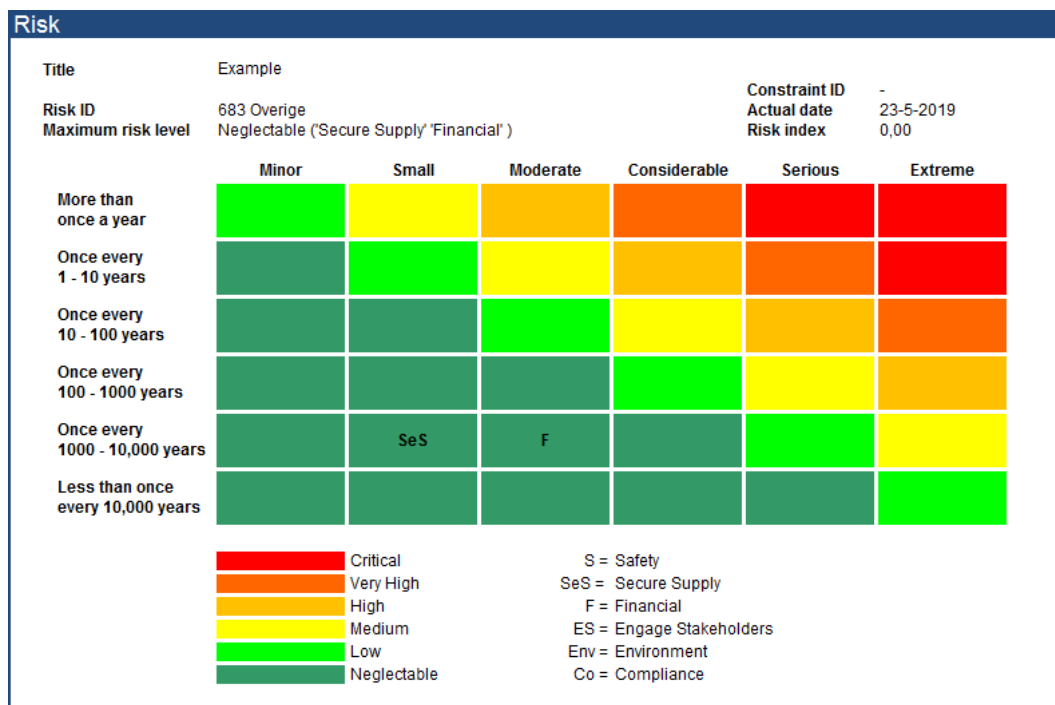 Risk
Title Example
Constraint ID -
Risk ID 683 Overige Actual date 23-5-2019
Maximum risk level Neglectable ('Secure Supply' 'Financial' ) Risk index 0,00
Minor Small Moderate Considerable Serious Extreme
More than
once a year
Once every
1 - 10 years
Once every
10 - 100 years
Once every
100 - 1000 years
Once every
1000 - 10,000 years
SeS F
Less than once
every 10,000 years
Critical S = Safety
Very High SeS = Secure Supply
High F = Financial
Medium ES = Engage Stakeholders
Low Env = Environment
Neglectable Co = Compliance